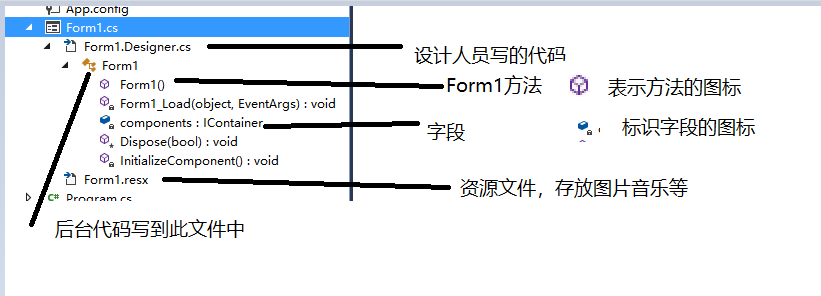 App.config
Form1.cs
Form1.Designer.cs
设计人员写的代码
Form1
Form1()
Form1方法
表示方法的图标
Form1_Load(object, EventArgs) : void
components : IContainer
字段
标识字段的图标
Dispose(bool) : void
InitializeComponent() : void
Form1.resx
资源文件，存放图片音乐等
C# Program.cs
后台代码写到此文件中